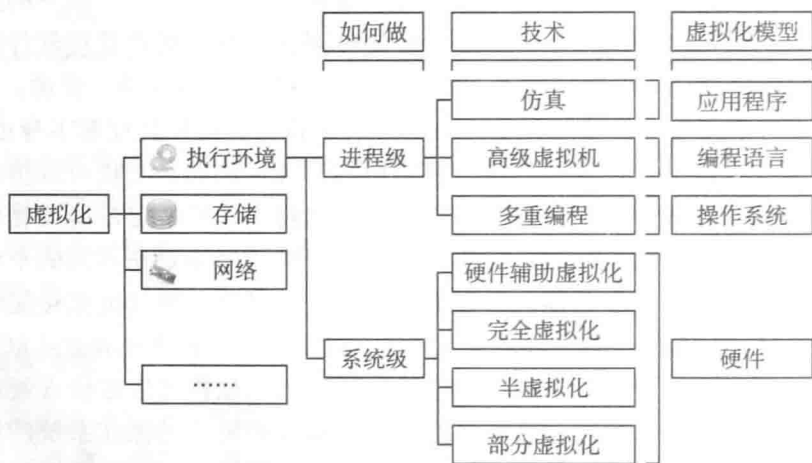 如何做 技术 虚拟化模型
仿真 应用程序
执行环境 进程级 高级虚拟机 编程语言
虚拟化 存储 多重编程 操作系统
网络 硬件辅助虚拟化
完全虚拟化
系统级 硬件
…… 半虚拟化
部分虚拟化